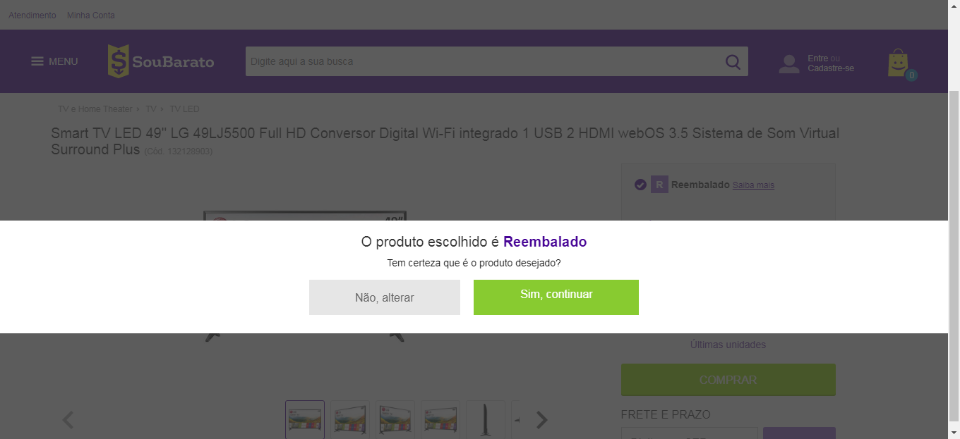 Atendimento Minha Conta
MENU
SouBarato
Digite aqui a sua busca
Entre ou
Cadastre-se
0
TV e Home Theater TV TV LED
Smart TV LED 49" LG 49LJ5500 Full HD Conversor Digital Wi-Fi integrado 1 USB 2 HDMI webOS 3.5 Sistema de Som Virtual
Surround Plus
R Reembalado Saiba mais
O produto escolhido é Reembalado
Tem certeza que é o produto desejado?
Não, alterar
Sim, continuar
Últimas unidades
COMPRAR
FRETE E PRAZO